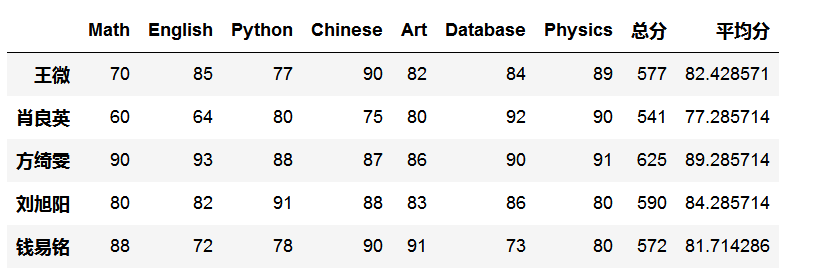 Math English Python Chinese Art Database Physics 总分 平均分
王微 70 85 77 90 82 84 89 577 82.428571
肖良英 60 64 80 75 80 92 90 541 77.285714
方绮雯 90 93 88 87 86 90 91 625 89.285714
刘旭阳 80 82 91 88 83 86 80 590 84.285714
钱易铭 88 72 78 90 91 73 80 572 81.714286